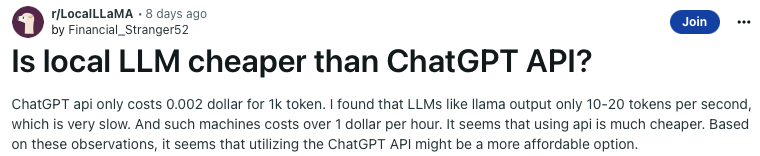 r/LocalLLaMA • 8 days ago
by Financial_Stranger52
Join
Is local LLM cheaper than ChatGPT API?
ChatGPT api only costs 0.002 dollar for 1k token. I found that LLMs like llama output only 10-20 tokens per second,
which is very slow. And such machines costs over 1 dollar per hour. It seems that using api is much cheaper. Based
on these observations, it seems that utilizing the ChatGPT API might be a more affordable option.